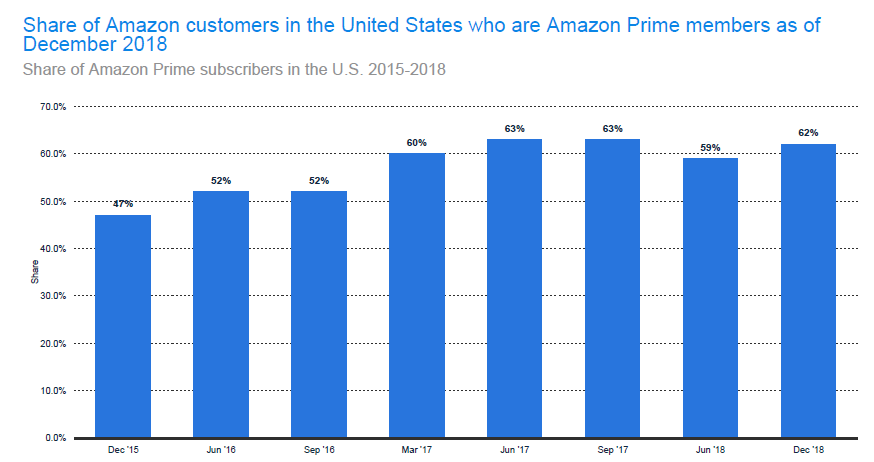 Share of Amazon customers in the United States who are Amazon Prime members as of
December 2018
Share of Amazon Prime subscribers in the U.S. 2015-2018
70.0%
60.0%
50.0%
40.0%
30.0%
20.0%
10.0%
0.0%
Share
47%
52%
52%
60%
63%
63%
59%
62%
Dec '15
Jun '16
Sep '16
Mar '17
Jun '17
Sep '17
Jun '18
Dec '18